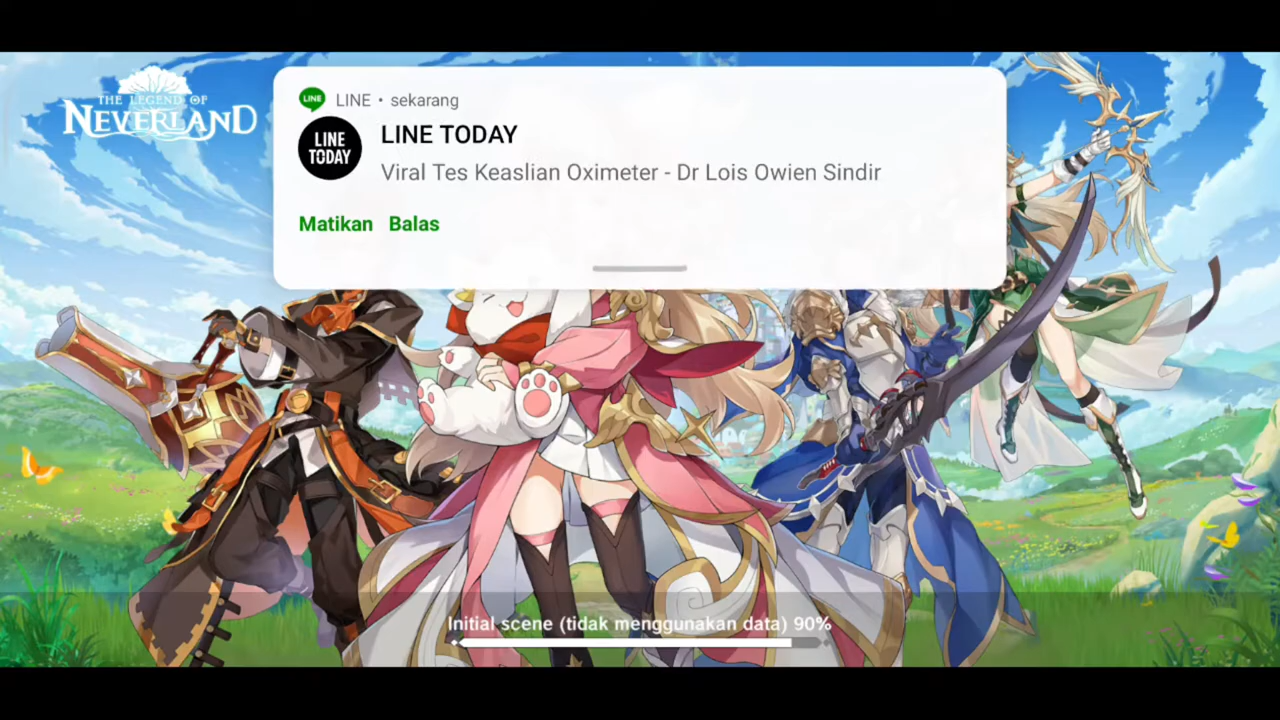 THE LEGEND OF
NEVERLAND
LINE
LINE • sekarang
LINE
TODAY
LINE TODAY
Viral Tes Keaslian Oximeter - Dr Lois Owien Sindir
Matikan Balas
Initial scene (tidak menggunakan data) 90%